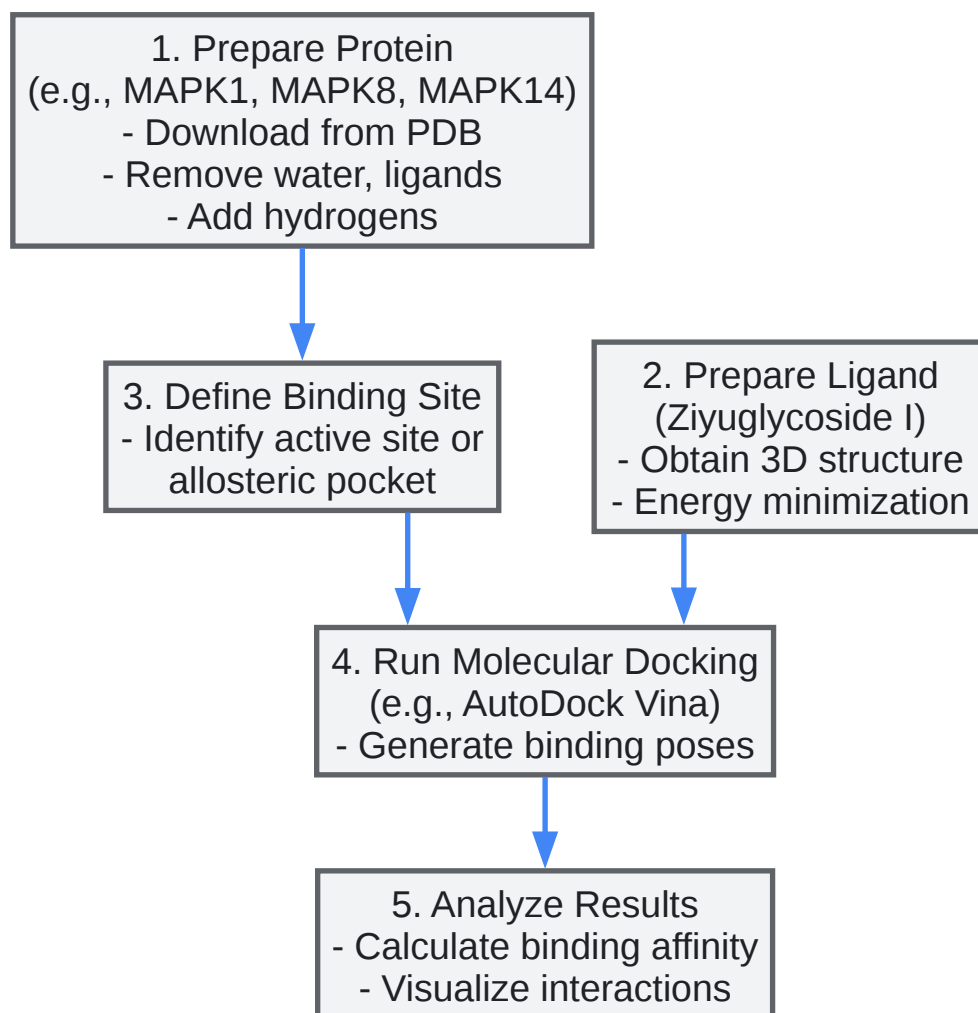 1. Prepare Protein
(e.g., MAPK1, MAPK8, MAPK14)
- Download from PDB
- Remove water, ligands
- Add hydrogens
2. Prepare Ligand
(Ziyuglycoside I)
- Obtain 3D structure
- Energy minimization
3. Define Binding Site
- Identify active site or
allosteric pocket
4. Run Molecular Docking
(e.g., AutoDock Vina)
- Generate binding poses
5. Analyze Results
- Calculate binding affinity
- Visualize interactions